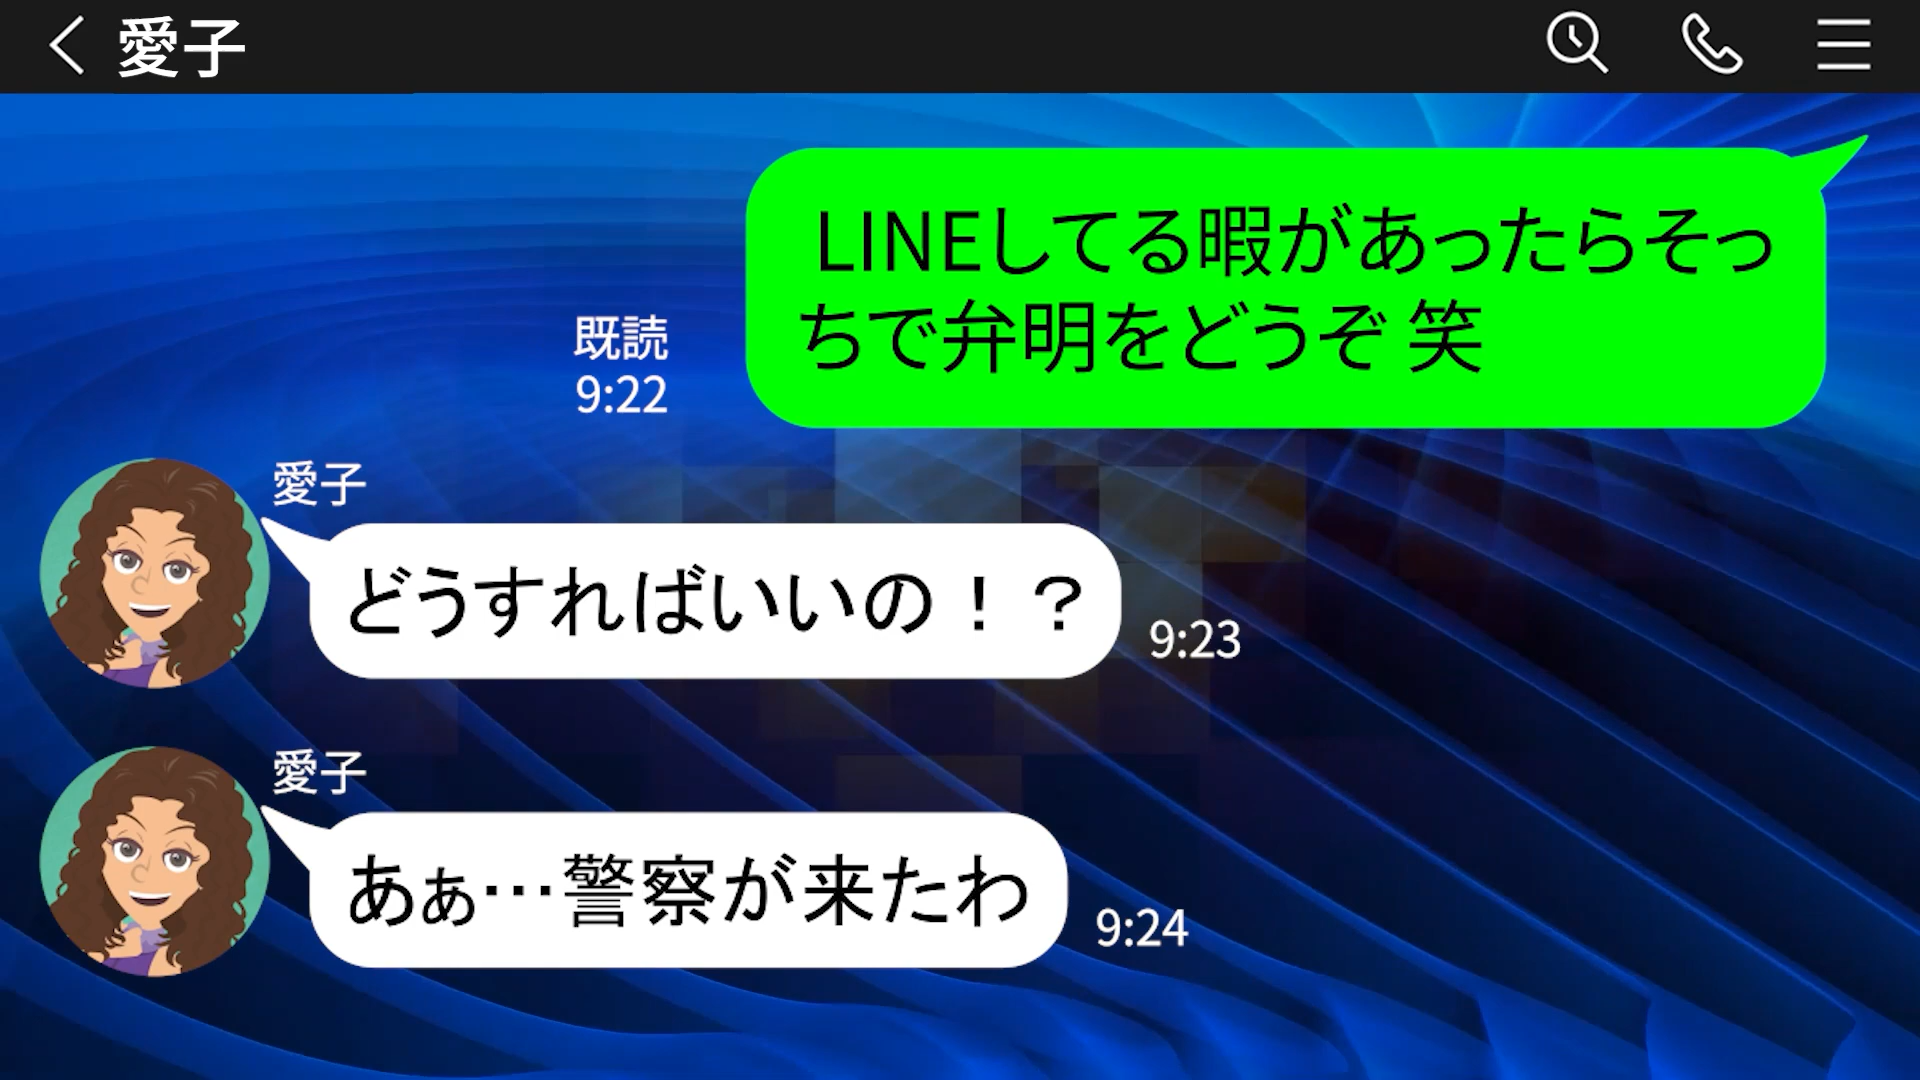 愛子
LINEしてる暇があったらそっ
ちで弁明をどうぞ 笑
既読
9:22
愛子
どうすればいいの！？
9:23
愛子
あぁ…警察が来たわ
9:24